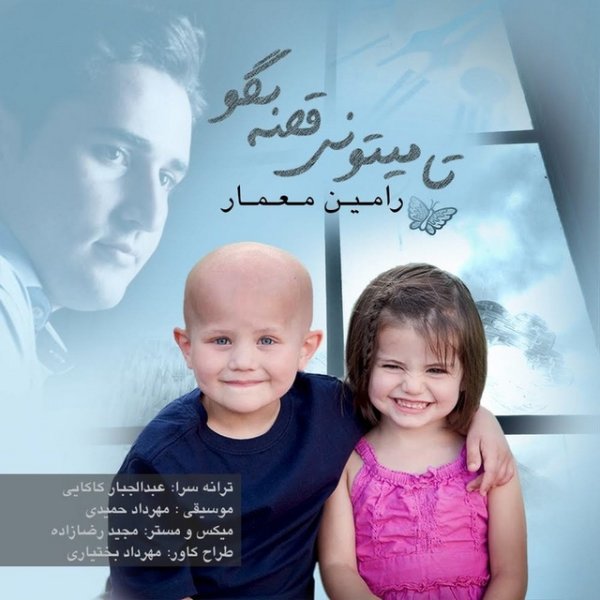 تا میتونی قصه بگو
رامین معمار
ترانه سرا: عبدالجبار کاکایی
موسیقی : مهرداد حمیدی
میکس و مستر: مجید رضازاده
طراح کاور: مهرداد بختیاری